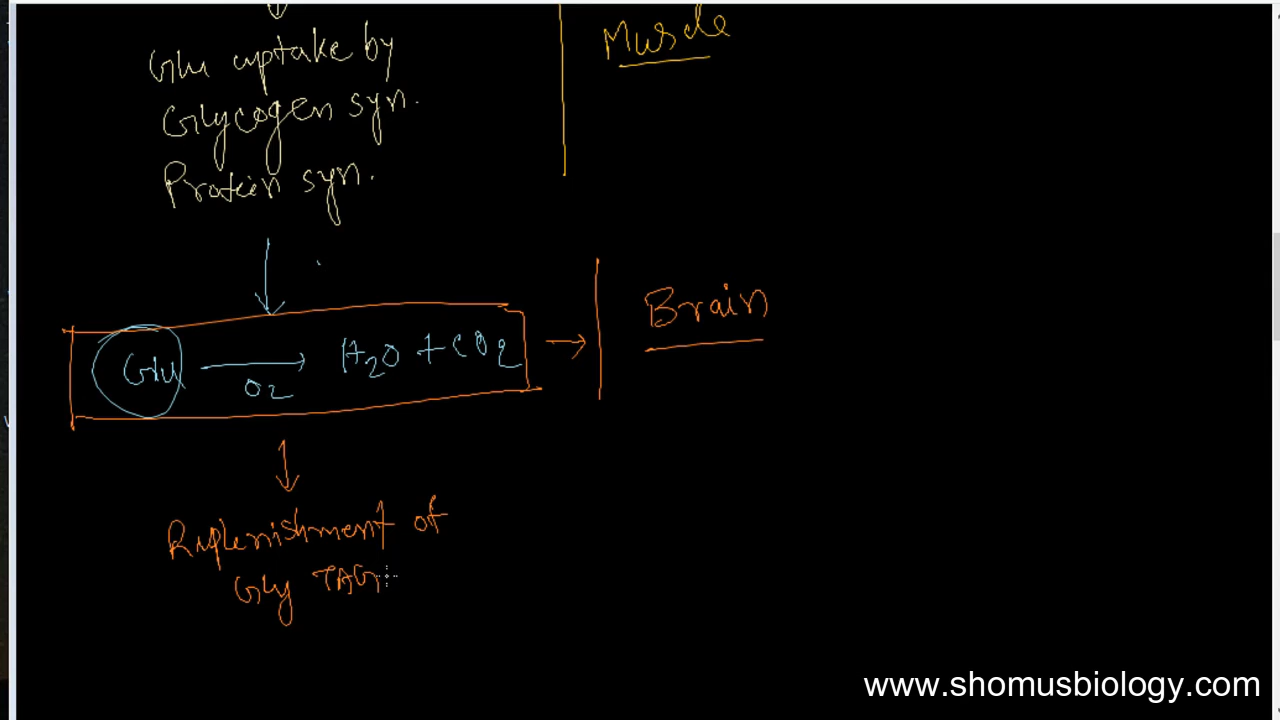 Muscle
Glu uptake by
Glycogen syn.
Protein syn.
Brain
Glu → H₂O + CO₂
O₂
Replenishment of
Gly TAG
www.shomusbiology.com